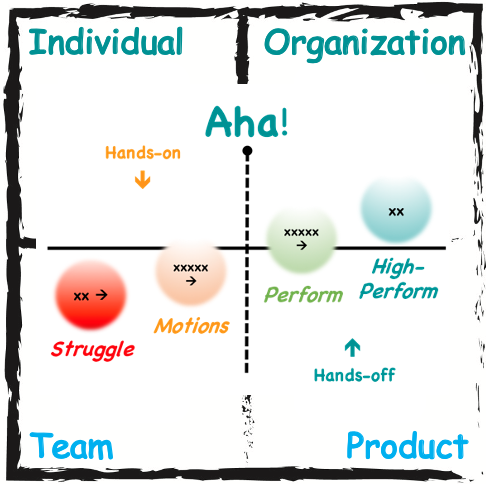 Individual
Organization
Aha!
Hands-on
↓
xxxxx
→
xxxxx
→
xx
xx →
High-
Perform
Perform
Motions
Struggle
↑
Hands-off
Team
Product